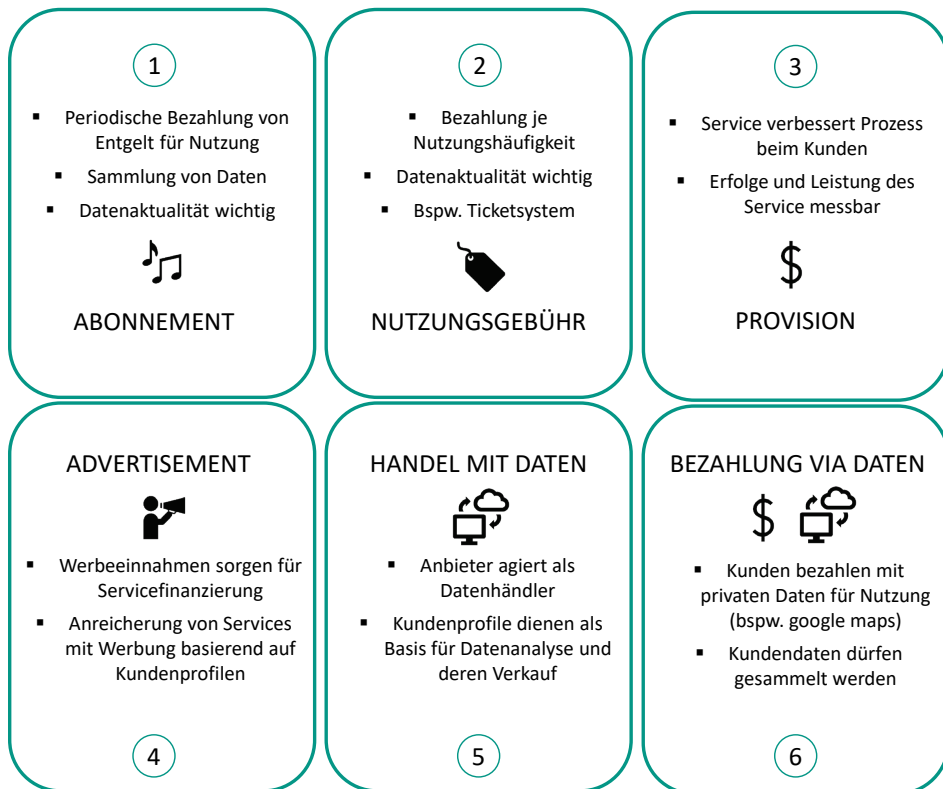 1
▪ Periodische Bezahlung von
Entgelt für Nutzung
▪ Sammlung von Daten
▪ Datenaktualität wichtig
ABONNEMENT
2
▪ Bezahlung je
Nutzungshäufigkeit
▪ Datenaktualität wichtig
▪ Bspw. Ticketsystem
NUTZUNGSGEBÜHR
3
▪ Service verbessert Prozess
beim Kunden
▪ Erfolge und Leistung des
Service messbar
$
PROVISION
ADVERTISEMENT
▪ Werbeeinnahmen sorgen für
Servicefinanzierung
▪ Anreicherung von Services
mit Werbung basierend auf
Kundenprofilen
4
HANDEL MIT DATEN
▪ Anbieter agiert als
Datenhändler
▪ Kundenprofile dienen als
Basis für Datenanalyse und
deren Verkauf
5
BEZAHLUNG VIA DATEN
$
▪ Kunden bezahlen mit
privaten Daten für Nutzung
(bspw. google maps)
▪ Kundendaten dürfen
gesammelt werden
6